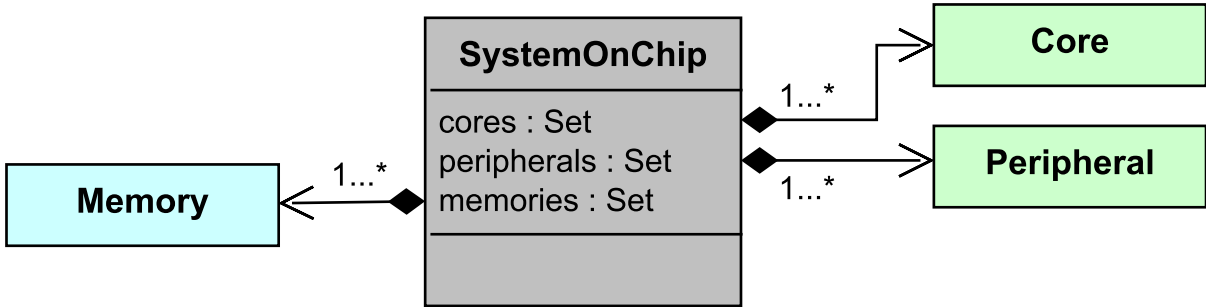 SystemOnChip
cores : Set
peripherals : Set
memories : Set
Memory
1...*
1...*
Core
1...*
Peripheral